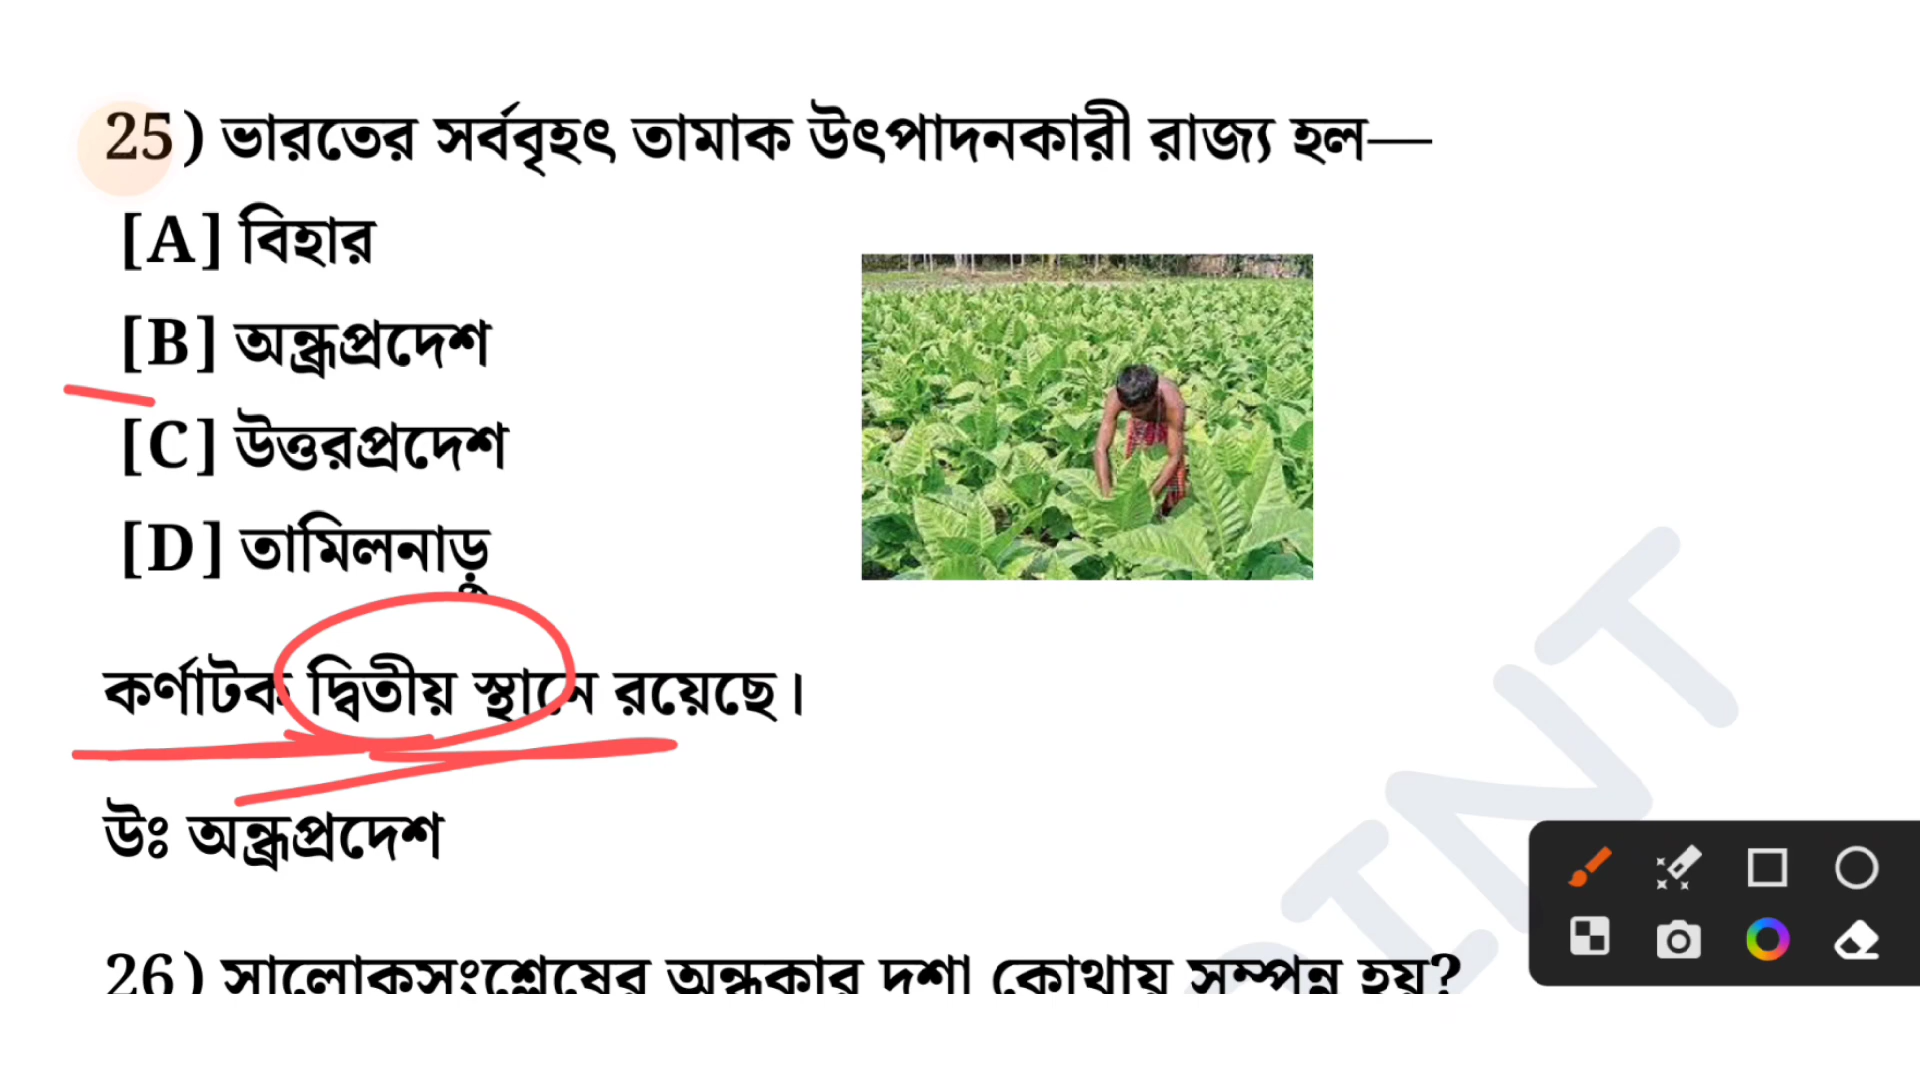 25) ভারতের সর্ববৃহৎ তামাক উৎপাদনকারী রাজ্য হল—
[A] বিহার
[B] অন্ধ্রপ্রদেশ
[C] উত্তরপ্রদেশ
[D] তামিলনাড়ু
কর্ণাটক দ্বিতীয় স্থানে রয়েছে।
উঃ অন্ধ্রপ্রদেশ
26) সালোকসংশ্লেষের অন্ধকার দশা কোথায় সম্পন্ন হয়?
INT